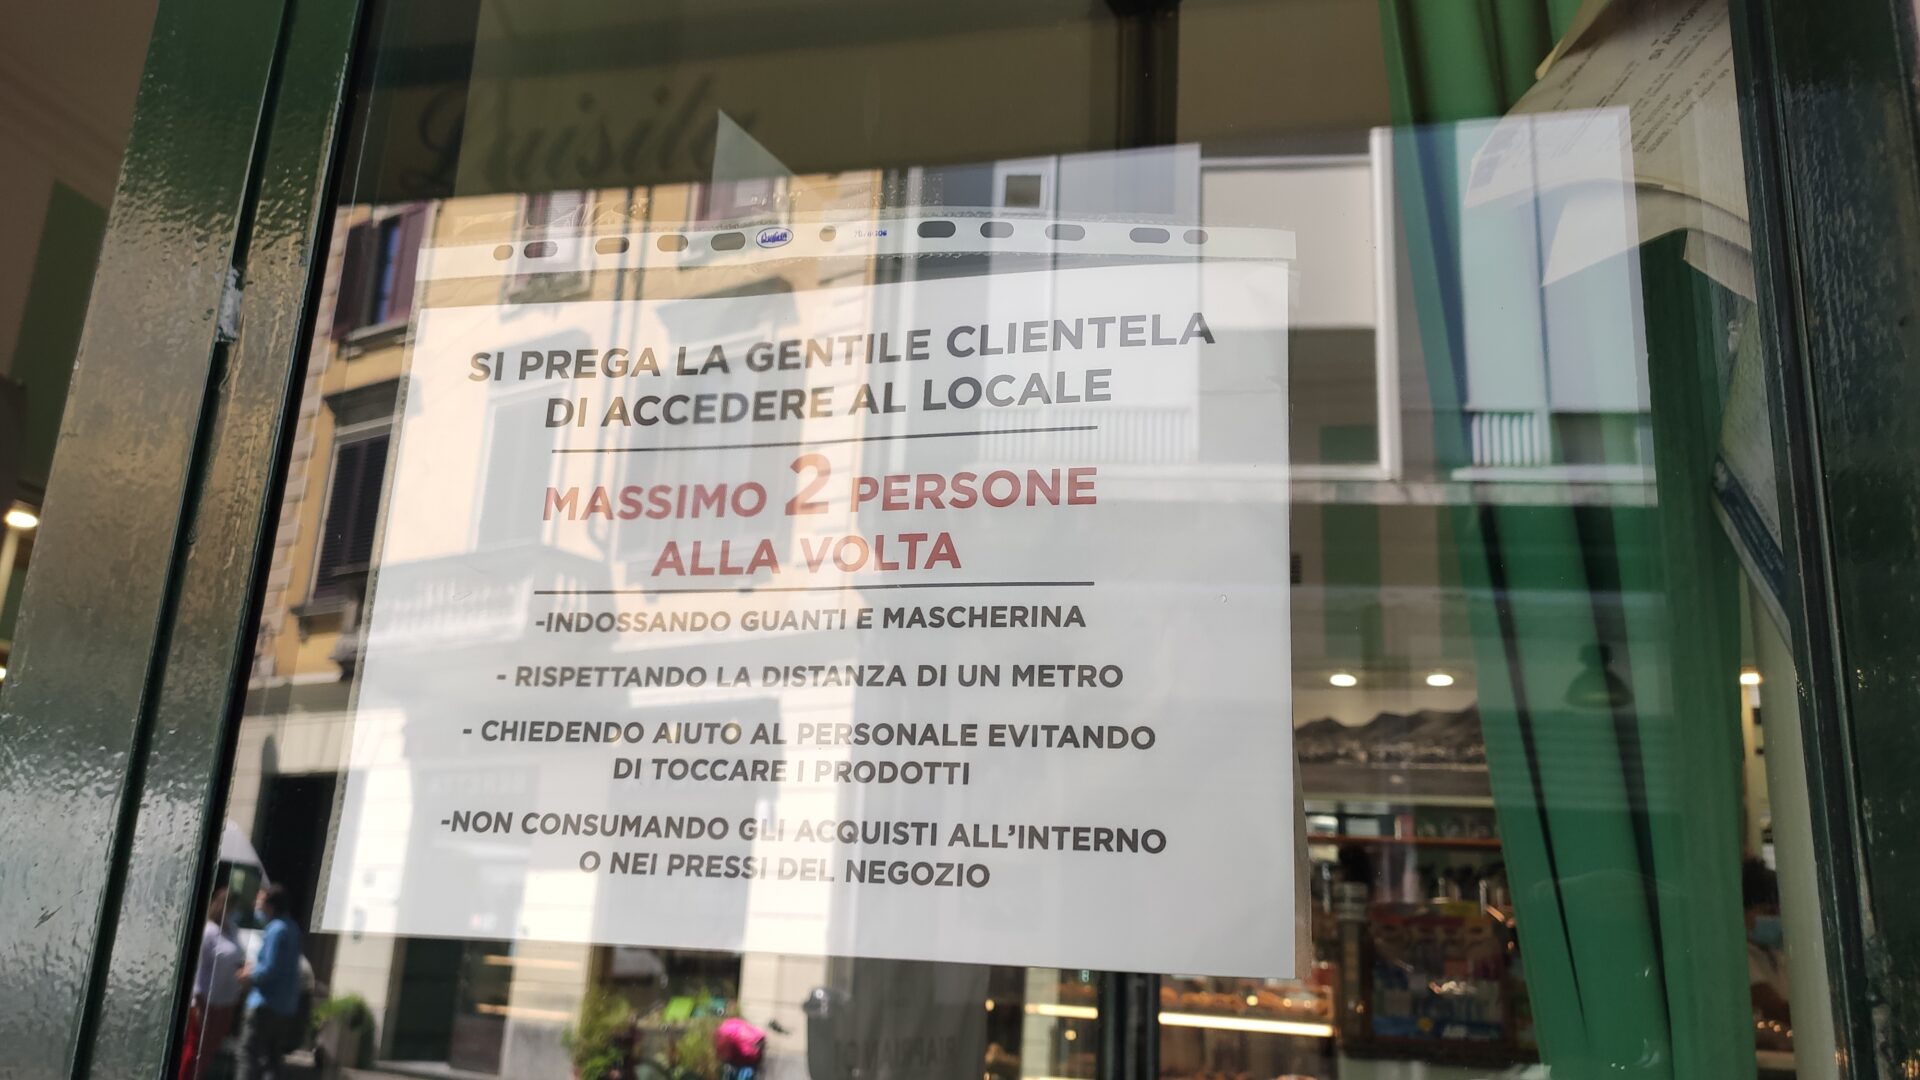 SI PREGA LA GENTILE CLIENTELA
DI ACCEDERE AL LOCALE
MASSIMO 2 PERSONE
ALLA VOLTA
-INDOSSANDO GUANTI E MASCHERINA
- RISPETTANDO LA DISTANZA DI UN METRO
- CHIEDENDO AIUTO AL PERSONALE EVITANDO
DI TOCCARE I PRODOTTI
-NON CONSUMANDO GLI ACQUISTI ALL'INTERNO
O NEI PRESSI DEL NEGOZIO